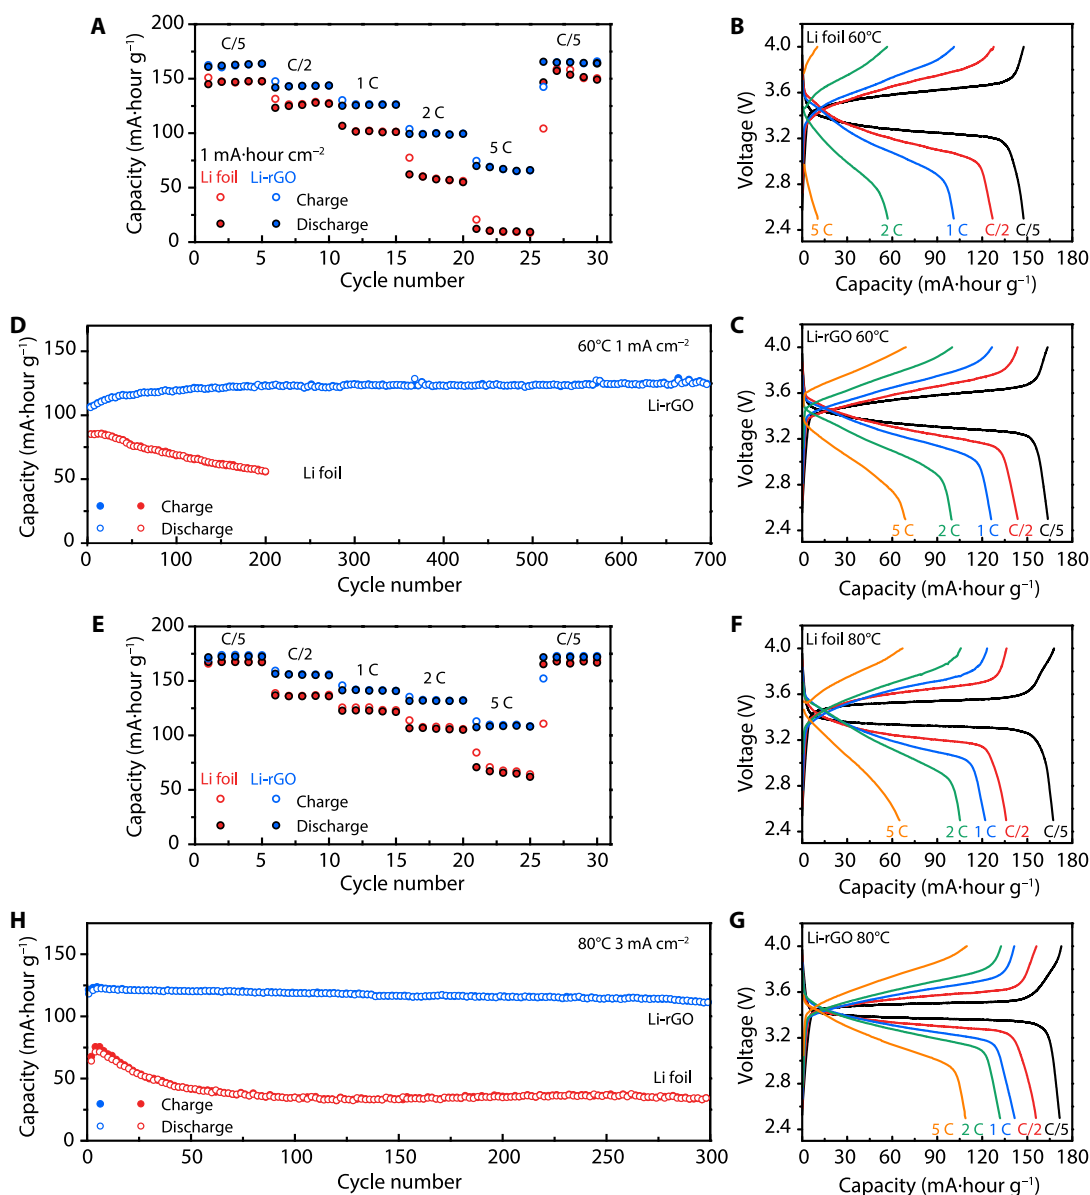 A
Capacity (mA·hour g⁻¹)
200
150
100
50
0
C/5
C/2
1 C
2 C
5 C
C/5
1 mA·hour cm⁻²
Li foil Li-rGO
Charge
Discharge
0 5 10 15 20 25 30
Cycle number
B
Li foil 60°C
Voltage (V)
4.0
3.6
3.2
2.8
2.4
5 C 2 C 1 C C/2 C/5
0 30 60 90 120 150 180
Capacity (mA·hour g⁻¹)
D
Capacity (mA·hour g⁻¹)
150
100
50
0
60°C 1 mA cm⁻²
Li-rGO
Li foil
Charge
Discharge
0 100 200 300 400 500 600 700
Cycle number
C
Li-rGO 60°C
Voltage (V)
4.0
3.6
3.2
2.8
2.4
5 C 2 C 1 C C/2 C/5
0 30 60 90 120 150 180
Capacity (mA·hour g⁻¹)
E
Capacity (mA·hour g⁻¹)
200
150
100
50
0
C/5
C/2
1 C
2 C
5 C
C/5
Li foil Li-rGO
Charge
Discharge
0 5 10 15 20 25 30
Cycle number
F
Li foil 80°C
Voltage (V)
4.0
3.6
3.2
2.8
2.4
5 C 2 C 1 C C/2 C/5
0 30 60 90 120 150 180
Capacity (mA·hour g⁻¹)
H
Capacity (mA·hour g⁻¹)
150
100
50
0
80°C 3 mA cm⁻²
Li-rGO
Li foil
Charge
Discharge
0 50 100 150 200 250 300
Cycle number
G
Li-rGO 80°C
Voltage (V)
4.0
3.6
3.2
2.8
2.4
5 C 2 C 1 C C/2 C/5
0 30 60 90 120 150 180
Capacity (mA·hour g⁻¹)